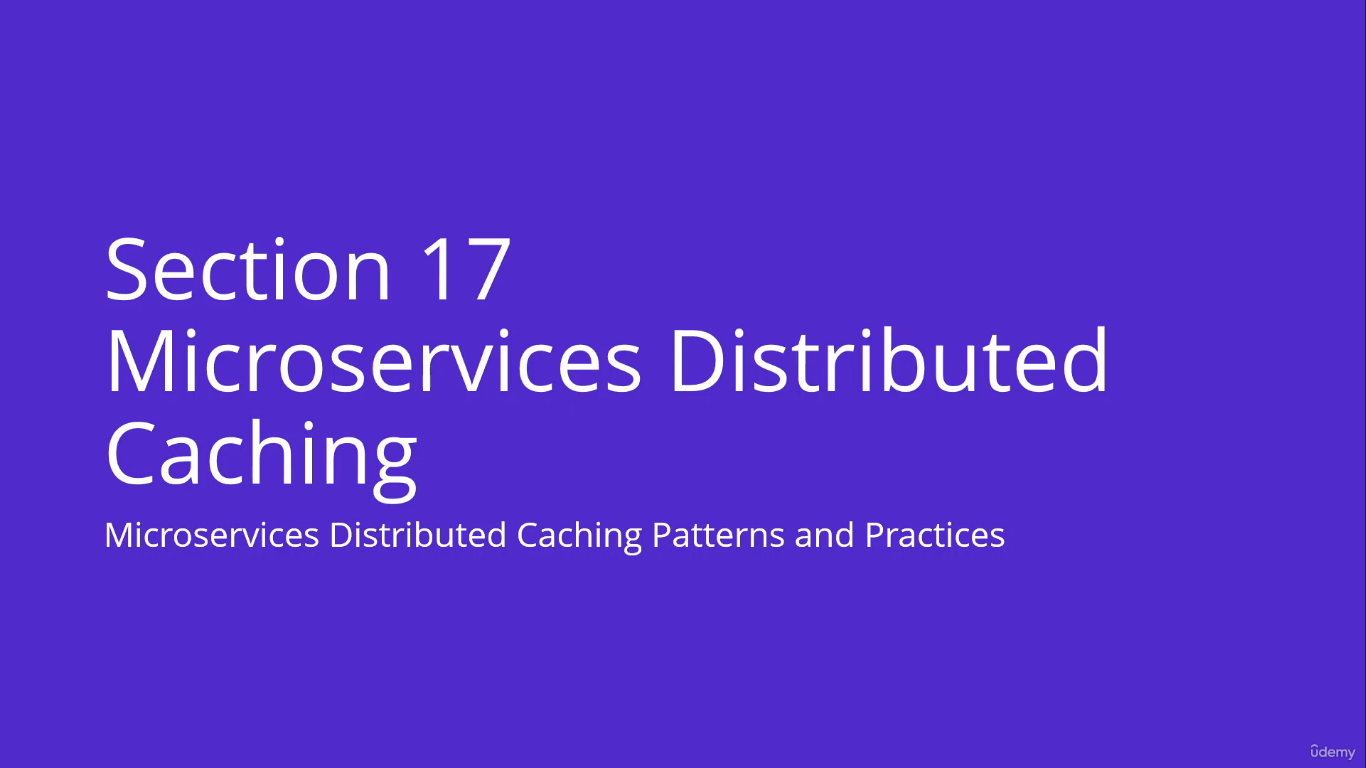 Section 17
Microservices Distributed
Caching
Microservices Distributed Caching Patterns and Practices
ûdemy